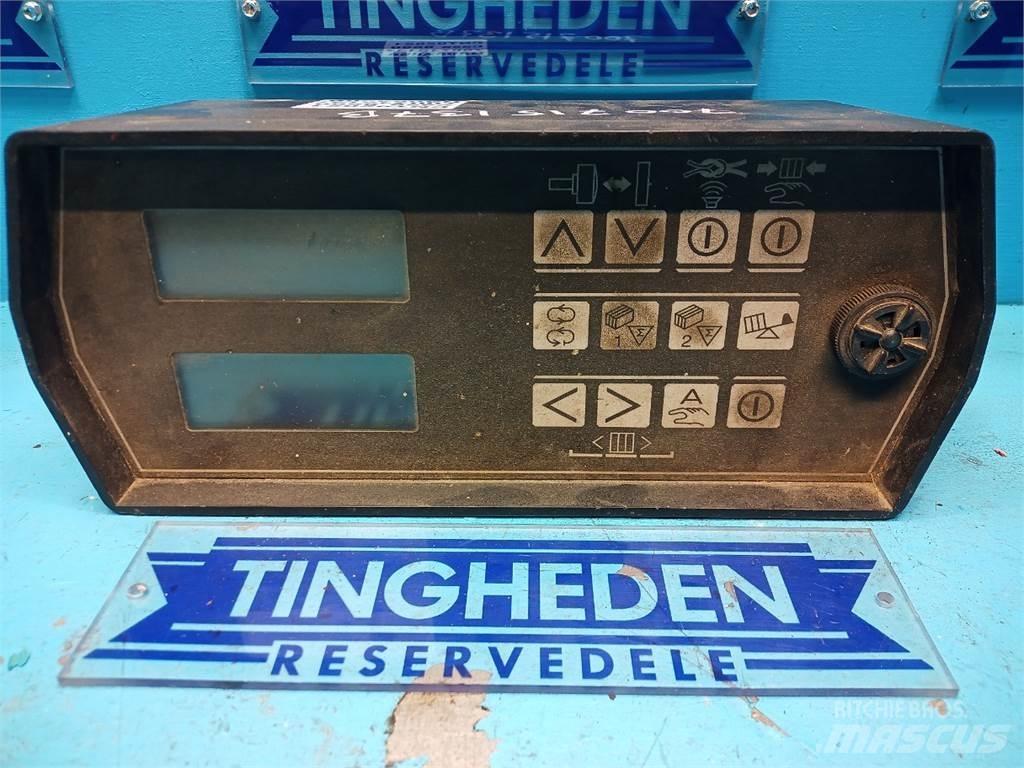 TINGHEDEN
RESERVEDELE
1
2
A
TINGHEDEN
RESERVEDELE
RITCHIE BROS.
MASCUS